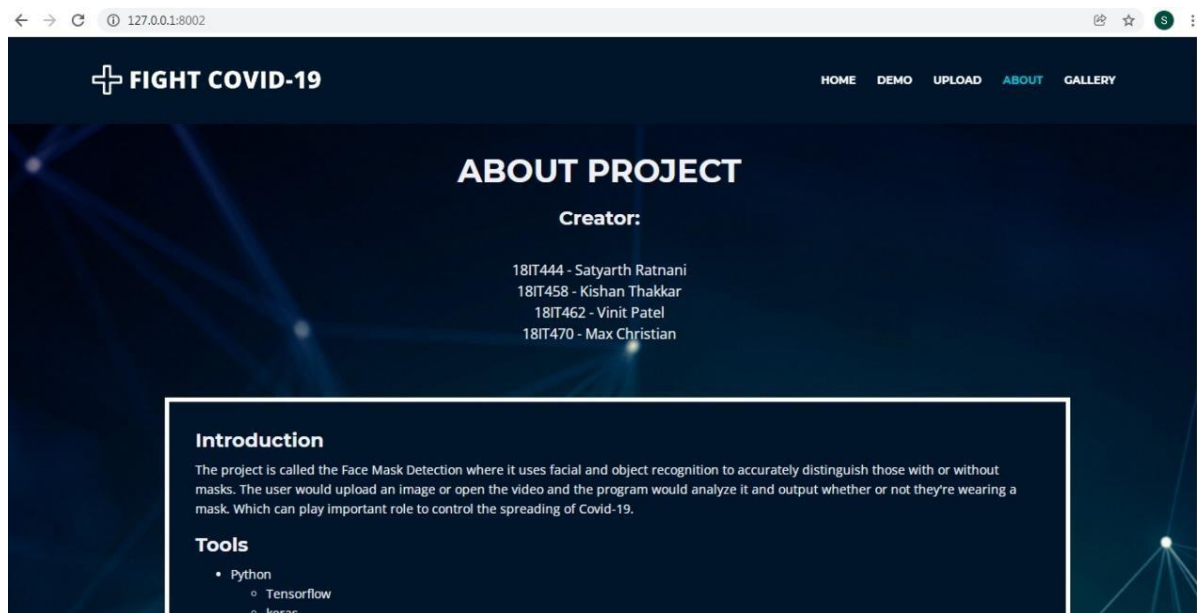 127.0.0.1:8002
S
FIGHT COVID-19
HOME DEMO UPLOAD ABOUT GALLERY
ABOUT PROJECT
Creator:
18IT444 - Satyarth Ratnani
18IT458 - Kishan Thakkar
18IT462 - Vinit Patel
18IT470 - Max Christian
Introduction
The project is called the Face Mask Detection where it uses facial and object recognition to accurately distinguish those with or without
masks. The user would upload an image or open the video and the program would analyze it and output whether or not they're wearing a
mask. Which can play important role to control the spreading of Covid-19.
Tools
• Python
◦ Tensorflow
◦ keras